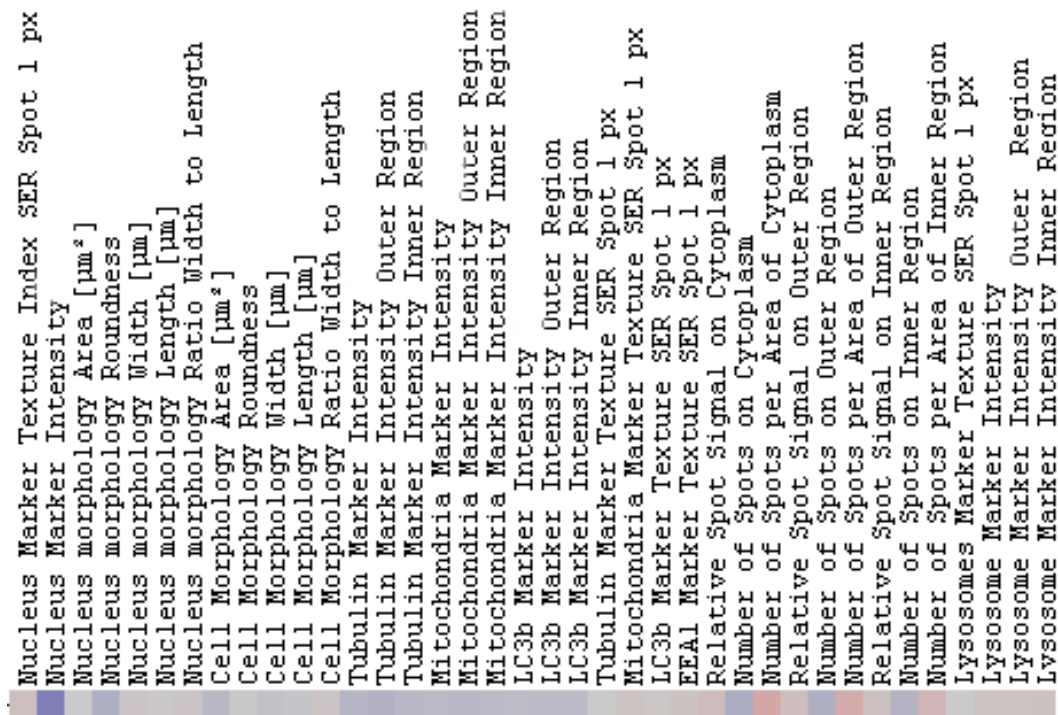 Nucleus Marker Texture Index SER Spot 1 px
Nucleus Marker Intensity
Nucleus morphology Area [µm²]
Nucleus morphology Roundness
Nucleus morphology Width [µm]
Nucleus morphology Length [µm]
Nucleus morphology Ratio Width to Length
Cell Morphology Area [µm²]
Cell Morphology Roundness
Cell Morphology Width [µm]
Cell Morphology Length [µm]
Cell Morphology Ratio Width to Length
Tubulin Marker Intensity
Tubulin Marker Intensity Outer Region
Tubulin Marker Intensity Inner Region
Mitochondria Marker Intensity
Mitochondria Marker Intensity Outer Region
Mitochondria Marker Intensity Inner Region
LC3b Marker Intensity
LC3b Marker Intensity Outer Region
LC3b Marker Intensity Inner Region
Tubulin Marker Texture SER Spot 1 px
Mitochondria Marker Texture SER Spot 1 px
LC3b Marker Texture SER Spot 1 px
EEA1 Marker Texture SER Spot 1 px
Relative Spot Signal on Cytoplasm
Number of Spots on Cytoplasm
Number of Spots per Area of Cytoplasm
Relative Spot Signal on Outer Region
Number of Spots on Outer Region
Number of Spots per Area of Outer Region
Relative Spot Signal on Inner Region
Number of Spots on Inner Region
Number of Spots per Area of Inner Region
Lysosomes Marker Texture SER Spot 1 px
Lysosome Marker Intensity
Lysosome Marker Intensity Outer Region
Lysosome Marker Intensity Inner Region